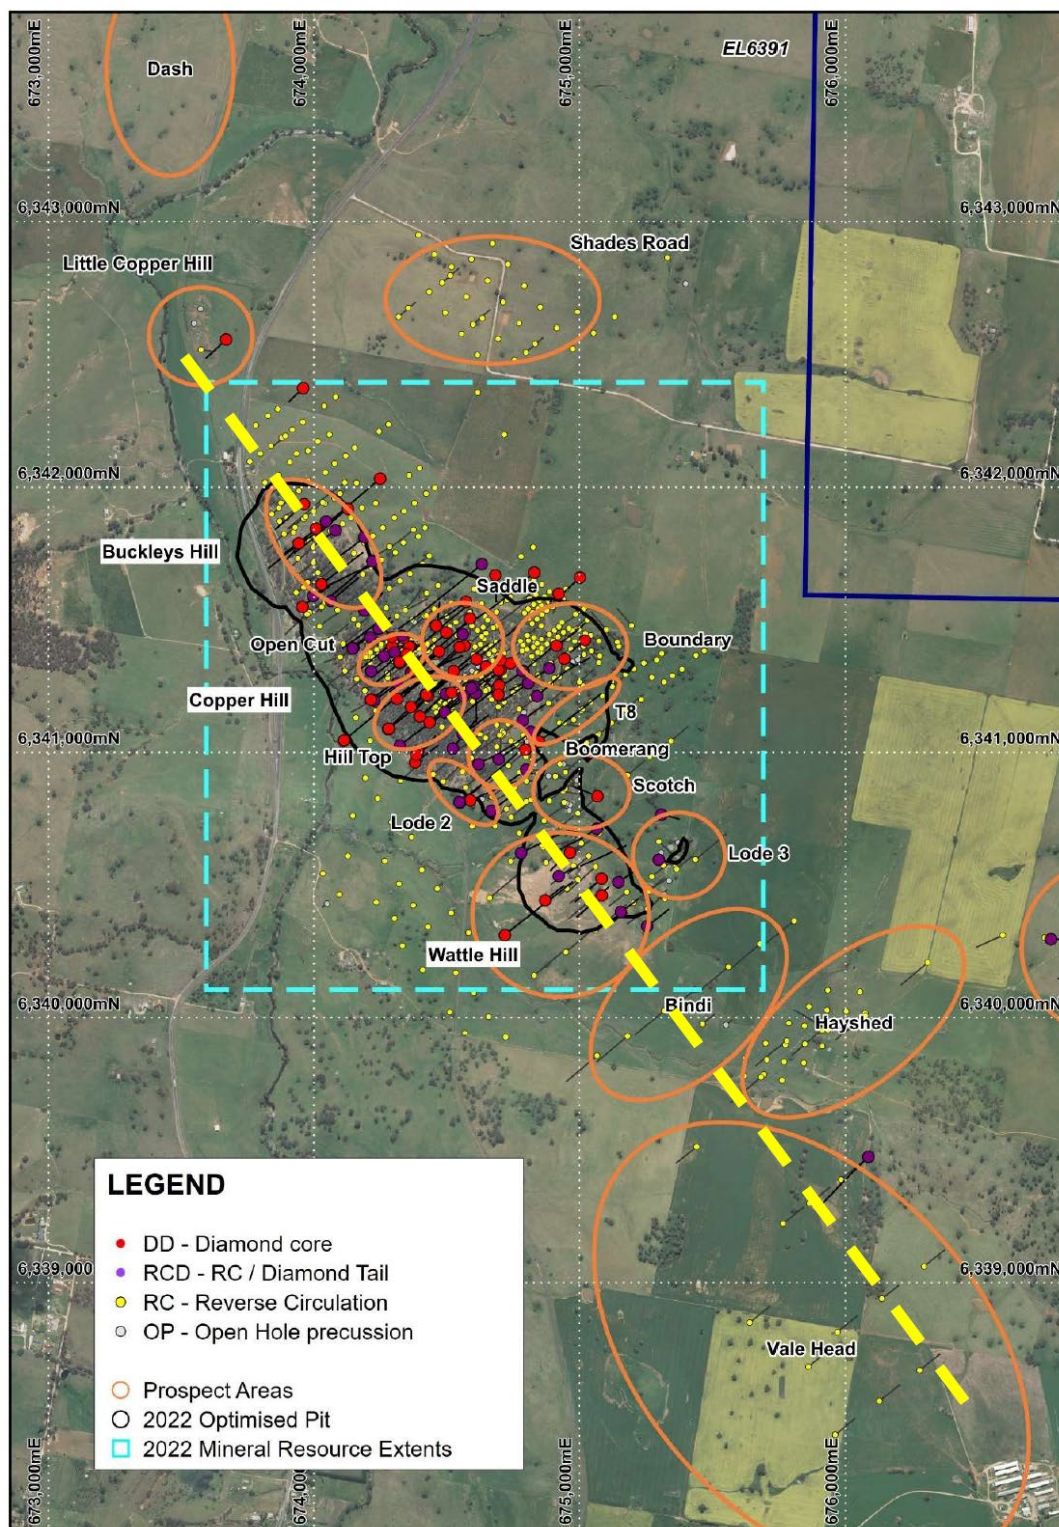 673,000mE
674,000mE
675,000mE
676,000mE
EL6391
Dash
6,343,000mN
6,343,000mN
Shades Road
Little Copper Hill
6,342,000mN
6,342,000mN
Buckleys Hill
Saddle
Open Cut
Boundary
Copper Hill
T8
6,341,000mN
6,341,000mN
Hill Top
Boomerang
Scotch
Lode 2
Lode 3
Wattle Hill
6,340,000mN
6,340,000mN
Bindi
Hayshed
LEGEND
DD - Diamond core
RCD - RC / Diamond Tail
RC - Reverse Circulation
OP - Open Hole precussion
Prospect Areas
2022 Optimised Pit
2022 Mineral Resource Extents
6,339,000
6,339,000mN
Vale Head
673,000mE
674,000mE
675,000mE
676,000mE